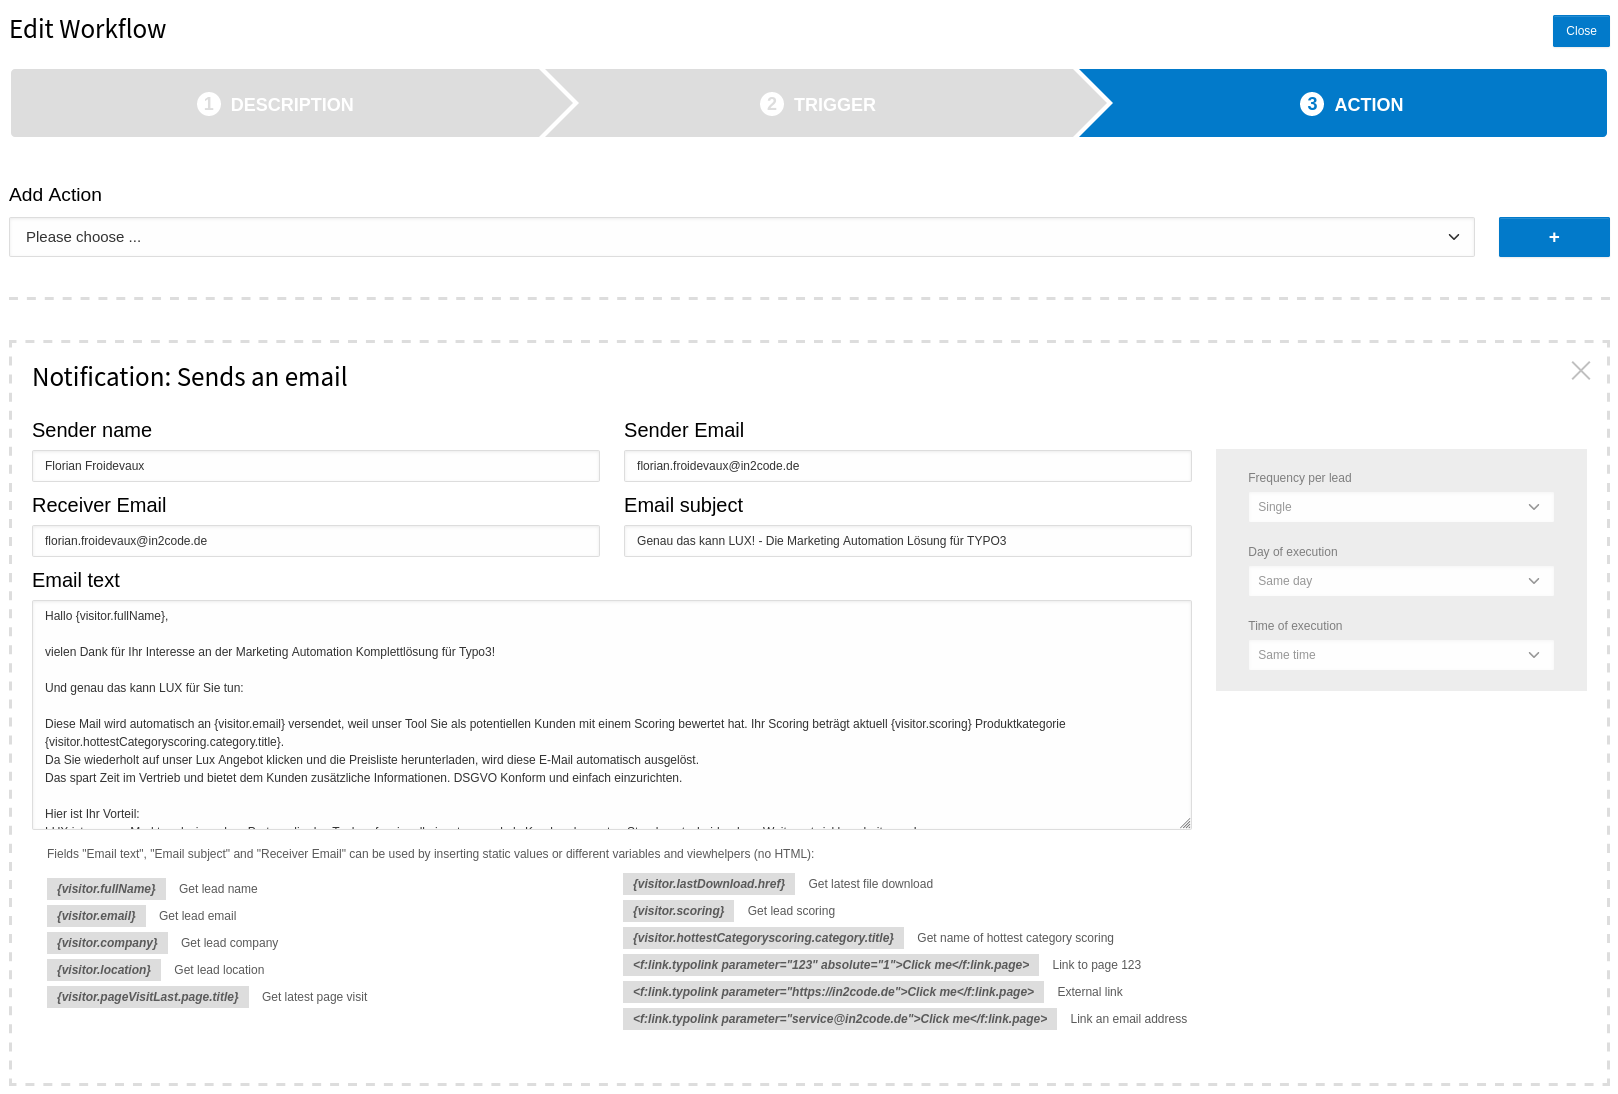 Edit Workflow
Close
1 DESCRIPTION
2 TRIGGER
3 ACTION
Add Action
Please choose ...
+
Notification: Sends an email
Sender name
Florian Froidevaux
Sender Email
florian.froidevaux@in2code.de
Receiver Email
florian.froidevaux@in2code.de
Email subject
Genau das kann LUX! - Die Marketing Automation Lösung für TYPO3
Email text
Hallo {visitor.fullName},
vielen Dank für Ihr Interesse an der Marketing Automation Komplettlösung für Typo3!
Und genau das kann LUX für Sie tun:
Diese Mail wird automatisch an {visitor.email} versendet, weil unser Tool Sie als potentiellen Kunden mit einem Scoring bewertet hat. Ihr Scoring beträgt aktuell {visitor.scoring} Produktkategorie
{visitor.hottestCategoryscoring.category.title}.
Da Sie wiederholt auf unser Lux Angebot klicken und die Preisliste herunterladen, wird diese E-Mail automatisch ausgelöst.
Das spart Zeit im Vertrieb und bietet dem Kunden zusätzliche Informationen. DSGVO Konform und einfach einzurichten.
Hier ist Ihr Vorteil:
Frequency per lead
Single
Day of execution
Same day
Time of execution
Same time
Fields "Email text", "Email subject" and "Receiver Email" can be used by inserting static values or different variables and viewhelpers (no HTML):
{visitor.fullName} Get lead name
{visitor.email} Get lead email
{visitor.company} Get lead company
{visitor.location} Get lead location
{visitor.pageVisitLast.page.title} Get latest page visit
{visitor.lastDownload.href} Get latest file download
{visitor.scoring} Get lead scoring
{visitor.hottestCategoryscoring.category.title} Get name of hottest category scoring
<f:link.typolink parameter="123" absolute="1">Click me</f:link.page> Link to page 123
<f:link.typolink parameter="https://in2code.de">Click me</f:link.page> External link
<f:link.typolink parameter="service@in2code.de">Click me</f:link.page> Link an email address